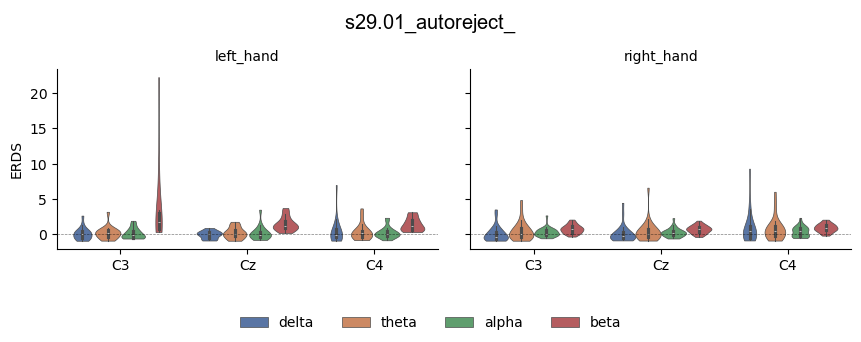 s29.01_autoreject_
left_hand
right_hand
ERDS
20
15
10
5
0
C3 Cz C4
C3 Cz C4
delta theta alpha beta